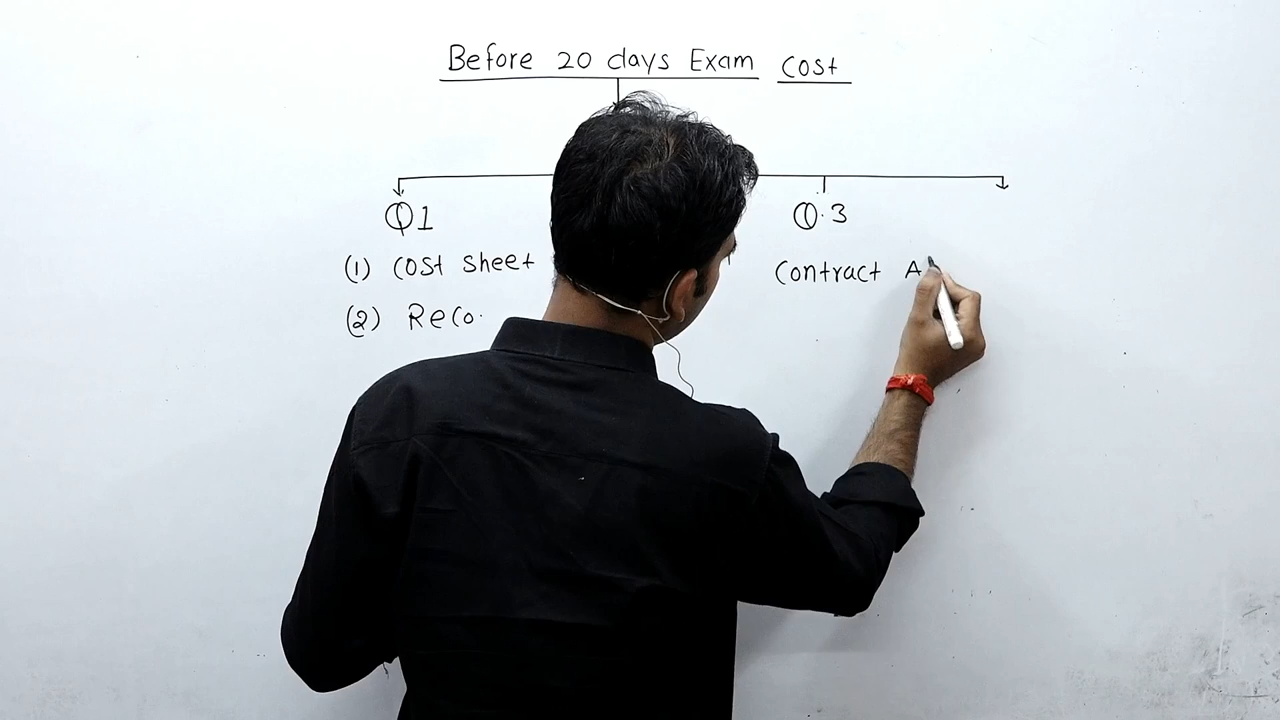 Before 20 days Exam cost
Q1
Q.3
(1) Cost sheet
Contract A
(2) Reco.